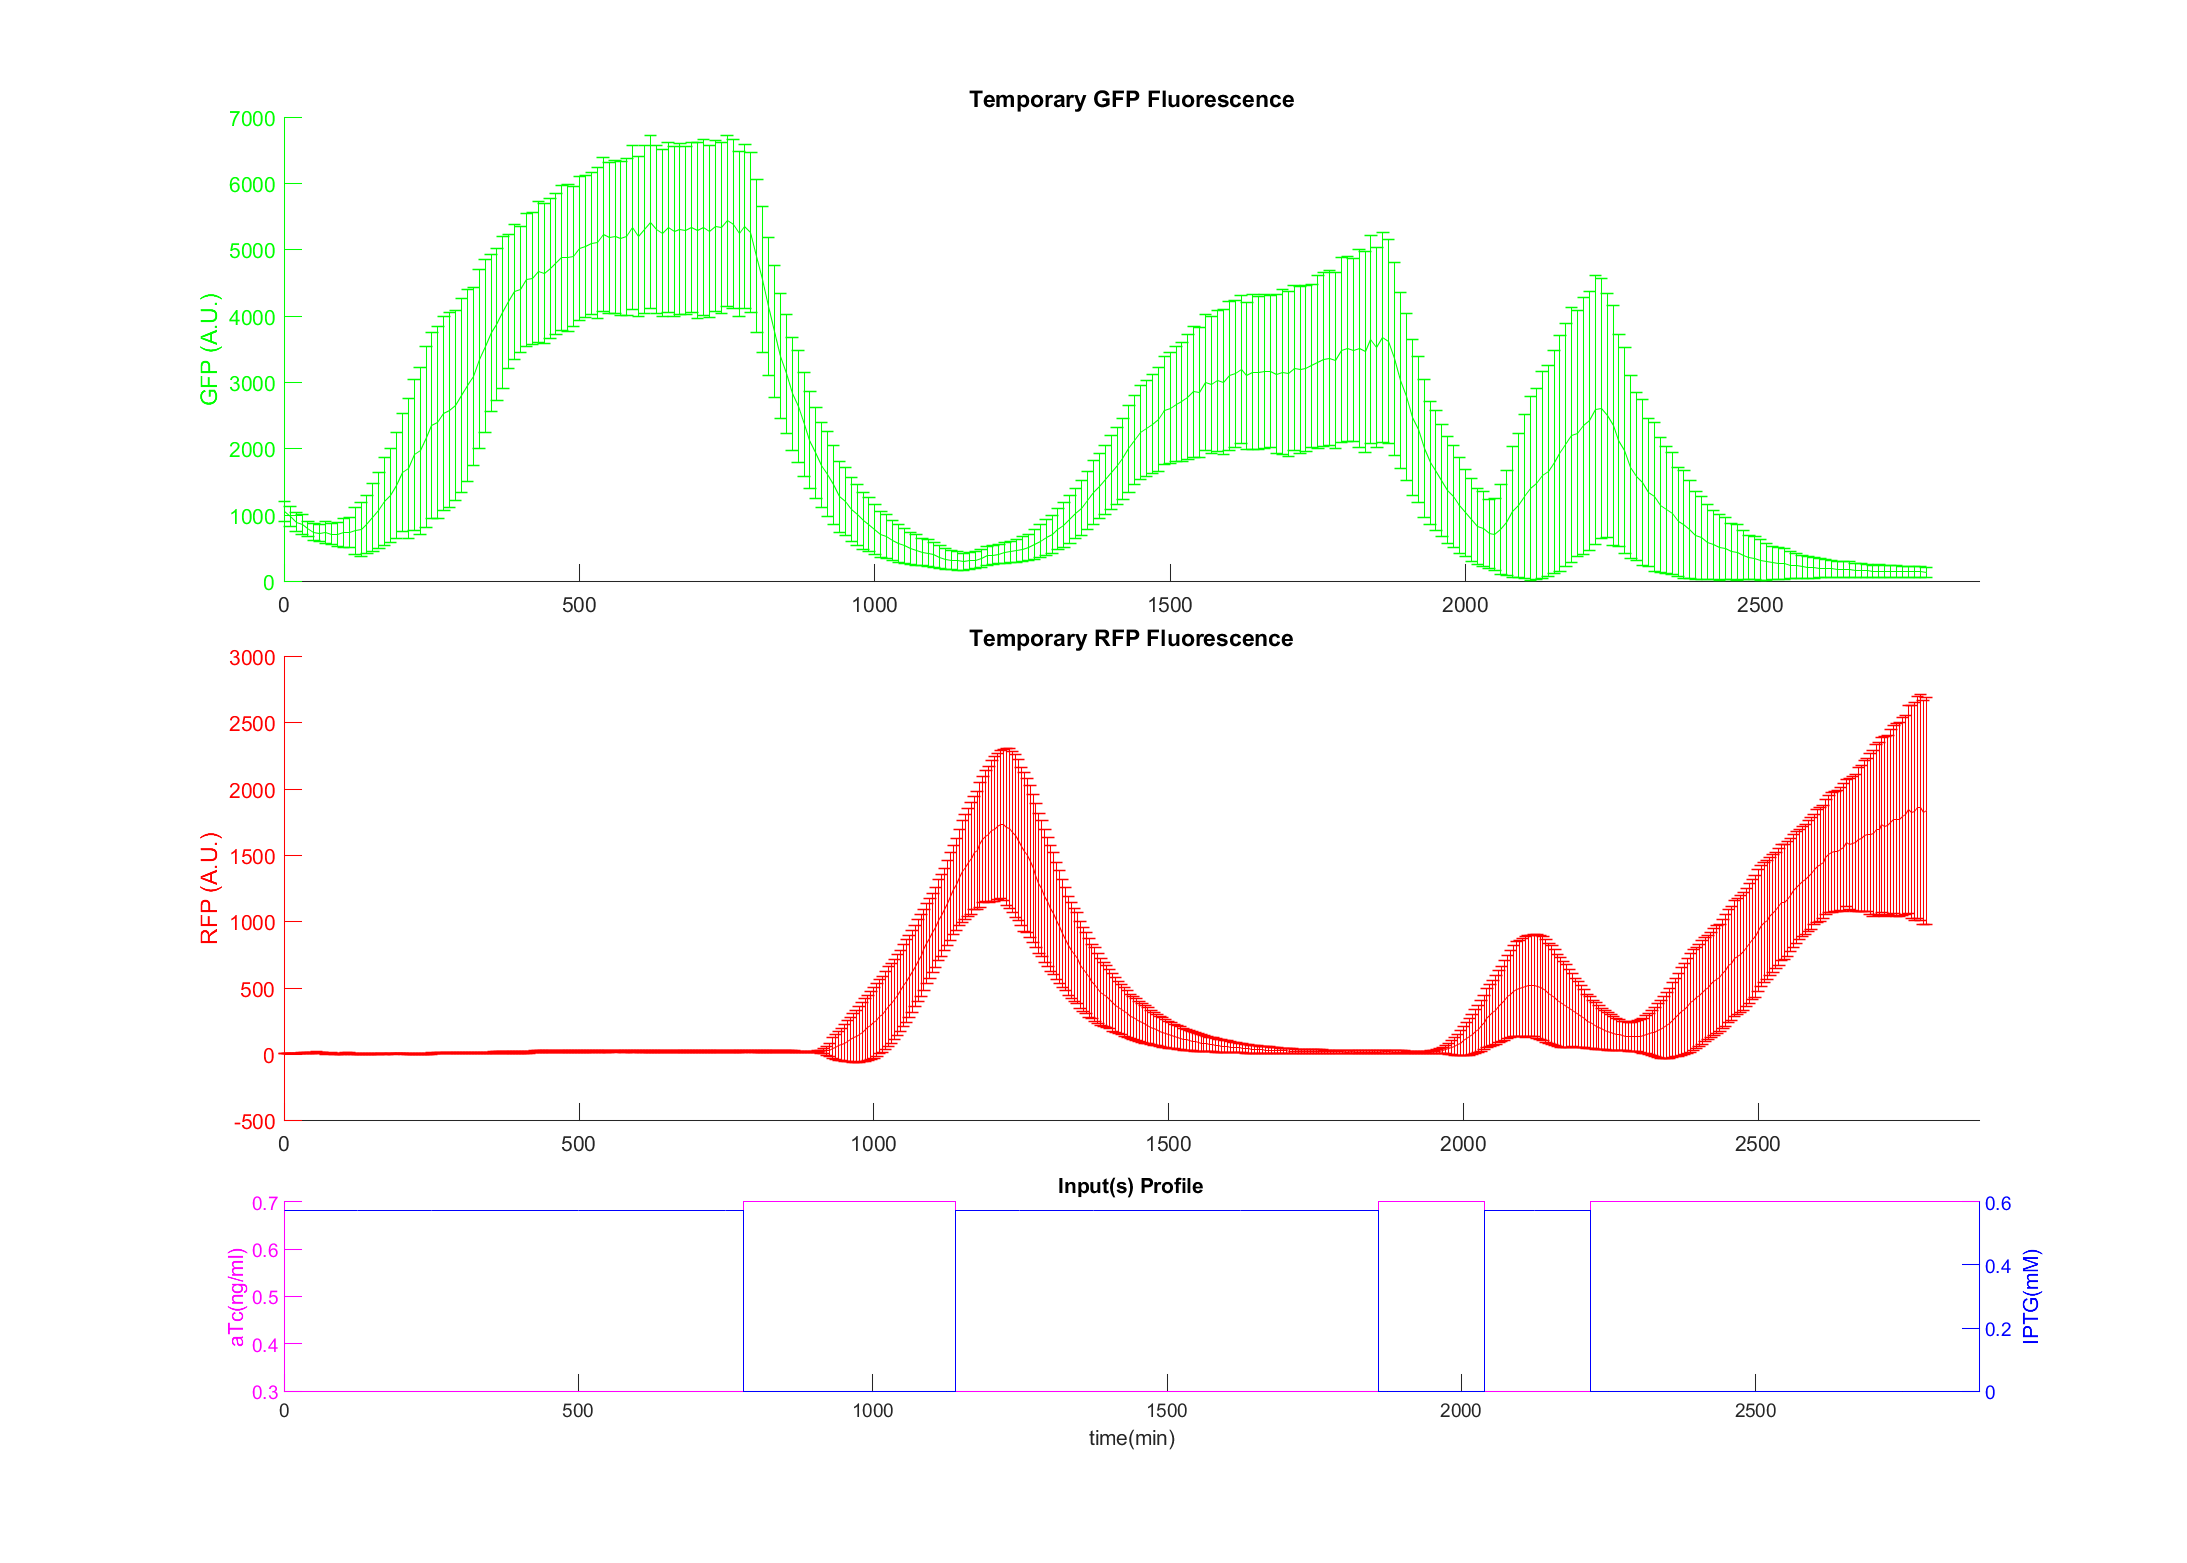 Temporary GFP Fluorescence
7000
6000
5000
4000
3000
2000
1000
0
GFP (A.U.)
0 500 1000 1500 2000 2500
Temporary RFP Fluorescence
3000
2500
2000
1500
1000
500
0
-500
RFP (A.U.)
0 500 1000 1500 2000 2500
Input(s) Profile
0.7
0.6
0.5
0.4
0.3
aTc(ng/ml)
0.6
0.4
0.2
0
IPTG(mM)
0 500 1000 1500 2000 2500
time(min)